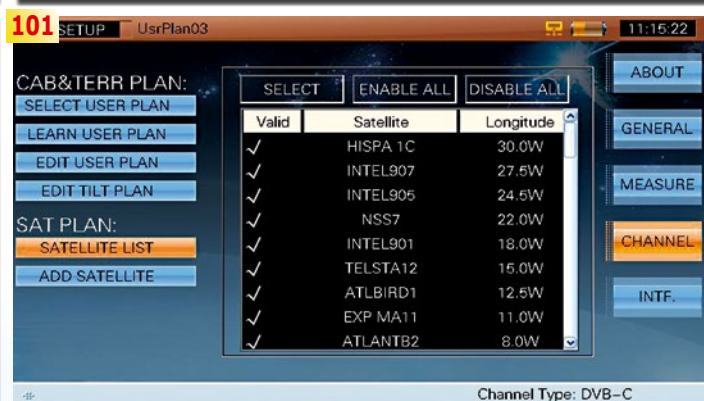 101
SETUP UsrPlan03 11:15:22
CAB&TERR PLAN:
SELECT USER PLAN
LEARN USER PLAN
EDIT USER PLAN
EDIT TILT PLAN
SAT PLAN:
SATELLITE LIST
ADD SATELLITE
SELECT ENABLE ALL DISABLE ALL
Valid Satellite Longitude
✓ HISPA 1C 30.0W
✓ INTEL907 27.5W
✓ INTEL905 24.5W
✓ NSS7 22.0W
✓ INTEL901 18.0W
✓ TELSTA12 15.0W
✓ ATLBIRD1 12.5W
✓ EXP MA11 11.0W
✓ ATLANTB2 8.0W
ABOUT
GENERAL
MEASURE
CHANNEL
INTF.
Channel Type: DVB-C